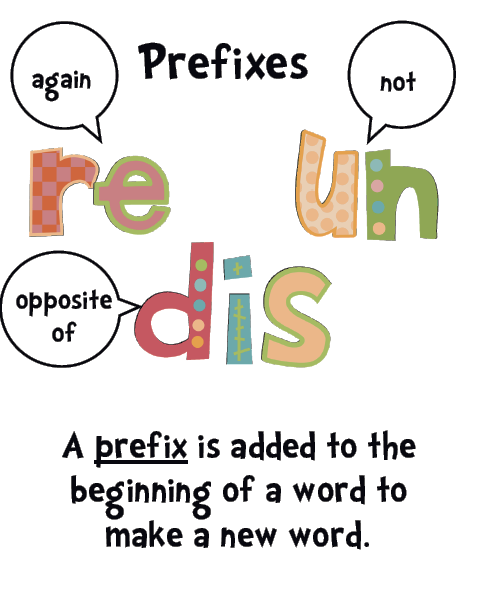 Prefixes
again
not
re
un
opposite
of
dis
A prefix is added to the
beginning of a word to
make a new word.